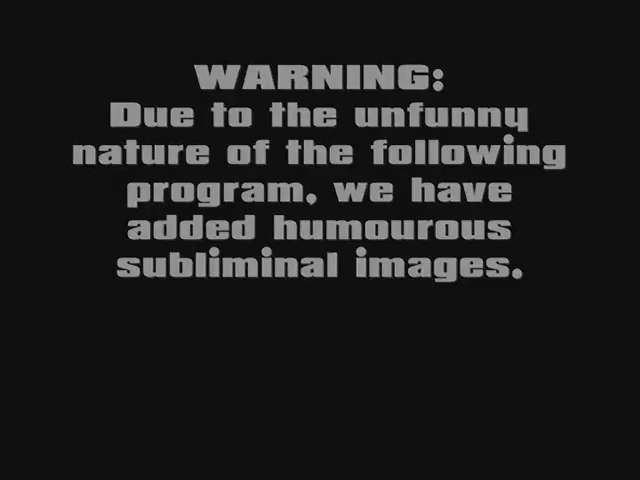 WARNING:
Due to the unfunny
nature of the following
program, we have
added humourous
subliminal images.